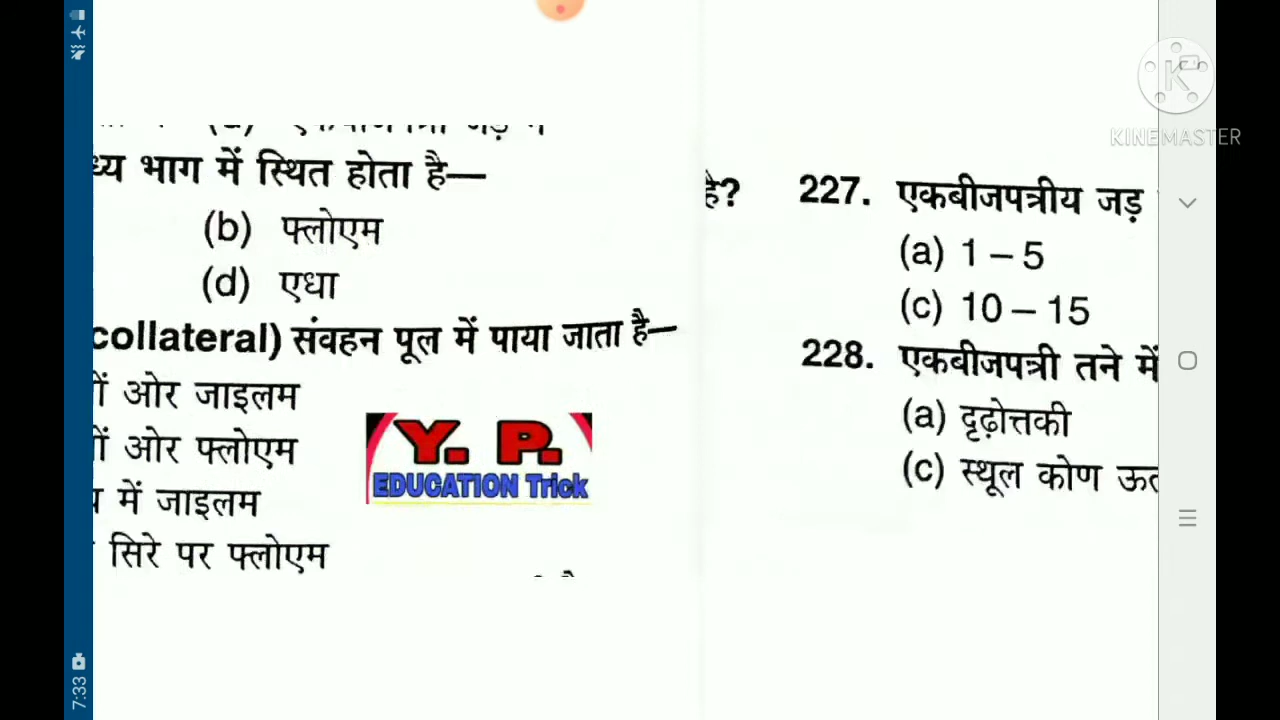 ध्य भाग में स्थित होता है—
(b) फ्लोएम
(d) एधा
collateral) संवहन पूल में पाया जाता है—
ओर जाइलम
ओर फ्लोएम
में जाइलम
सिरे पर फ्लोएम
Y. P.
EDUCATION Trick
है?
227. एकबीजपत्रीय जड़
(a) 1 – 5
(c) 10 – 15
228. एकबीजपत्री तने में
(a) दृढ़ोत्तकी
(c) स्थूल कोण
KINEMASTER
7:33